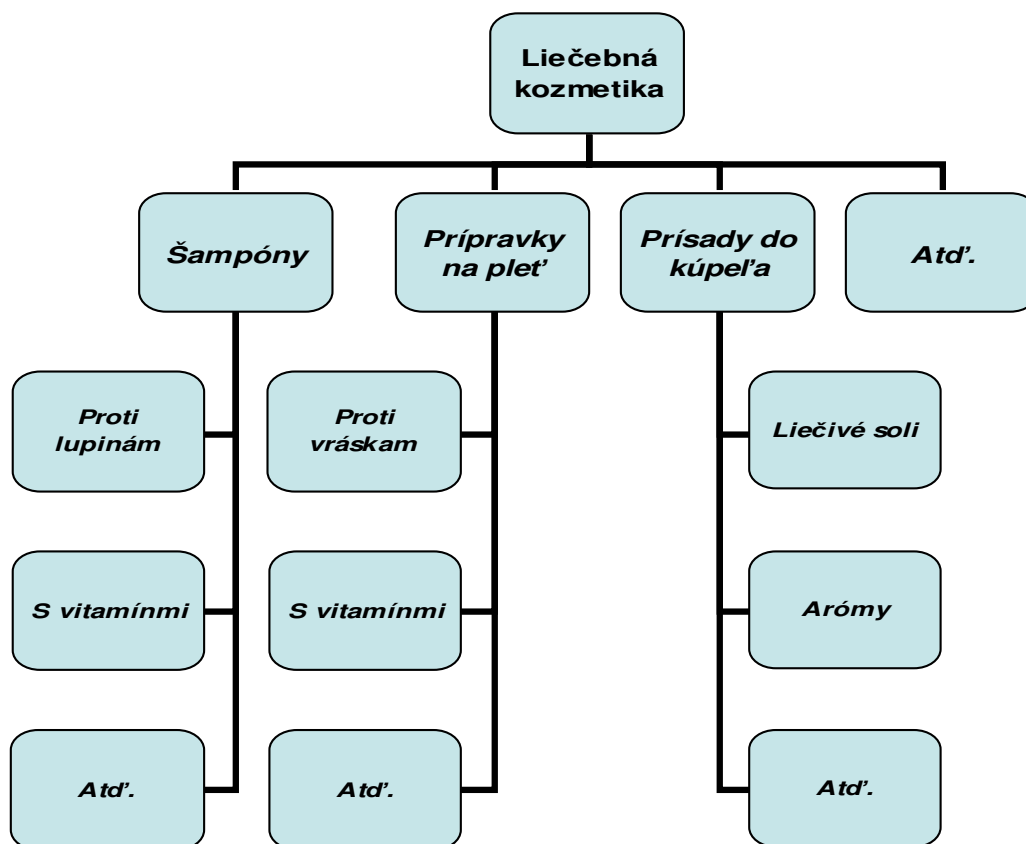 Liečebná
kozmetika
Šampóny
Prípravky
na pleť
Prísady do
kúpeľa
Atď.
Proti
lupinám
Proti
vráskam
Liečivé soli
S vitamínmi
S vitamínmi
Arómy
Atď.
Atď.
Atď.